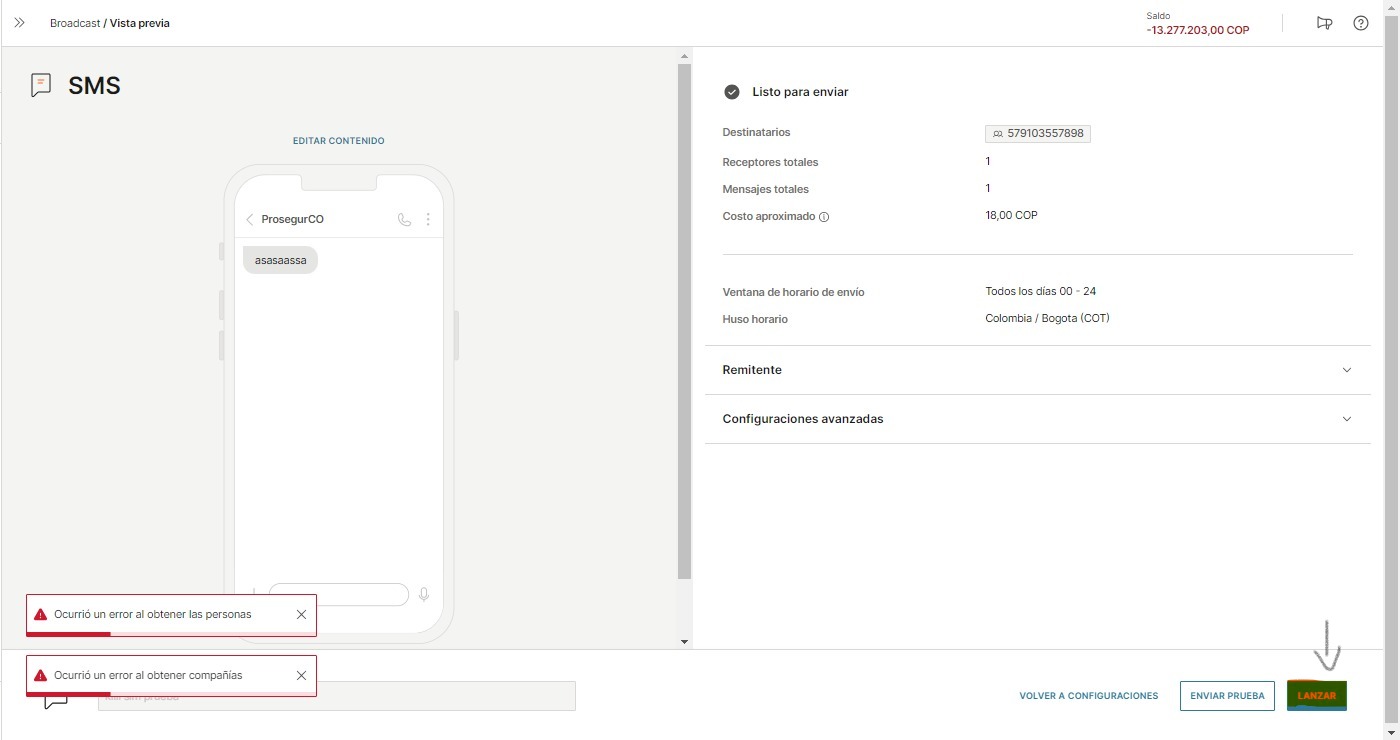 Broadcast / Vista previa
Saldo
-13.277.203,00 COP
SMS
EDITAR CONTENIDO
ProsegurCO
asasaassa
Listo para enviar
Destinatarios
579103557898
Receptores totales
1
Mensajes totales
1
Costo aproximado
18,00 COP
Ventana de horario de envío
Todos los días 00 - 24
Huso horario
Colombia / Bogota (COT)
Remitente
Configuraciones avanzadas
Ocurrió un error al obtener las personas
Ocurrió un error al obtener compañías
VOLVER A CONFIGURACIONES
ENVIAR PRUEBA
LANZAR